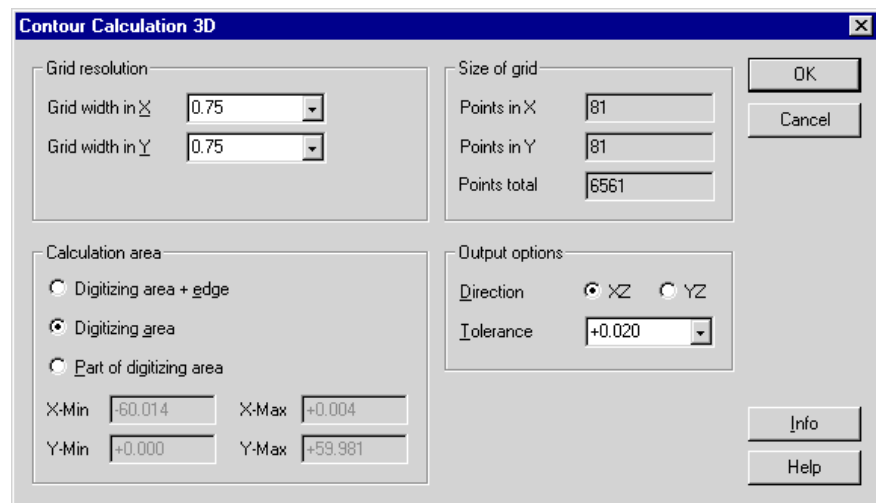 Contour Calculation 3D
Grid resolution
Grid width in X 0.75
Grid width in Y 0.75
Size of grid
Points in X 81
Points in Y 81
Points total 6561
OK
Cancel
Calculation area
Digitizing area + edge
Digitizing area
Part of digitizing area
X-Min -60.014 X-Max +0.004
Y-Min +0.000 Y-Max +59.981
Output options
Direction XZ YZ
Tolerance +0.020
Info
Help